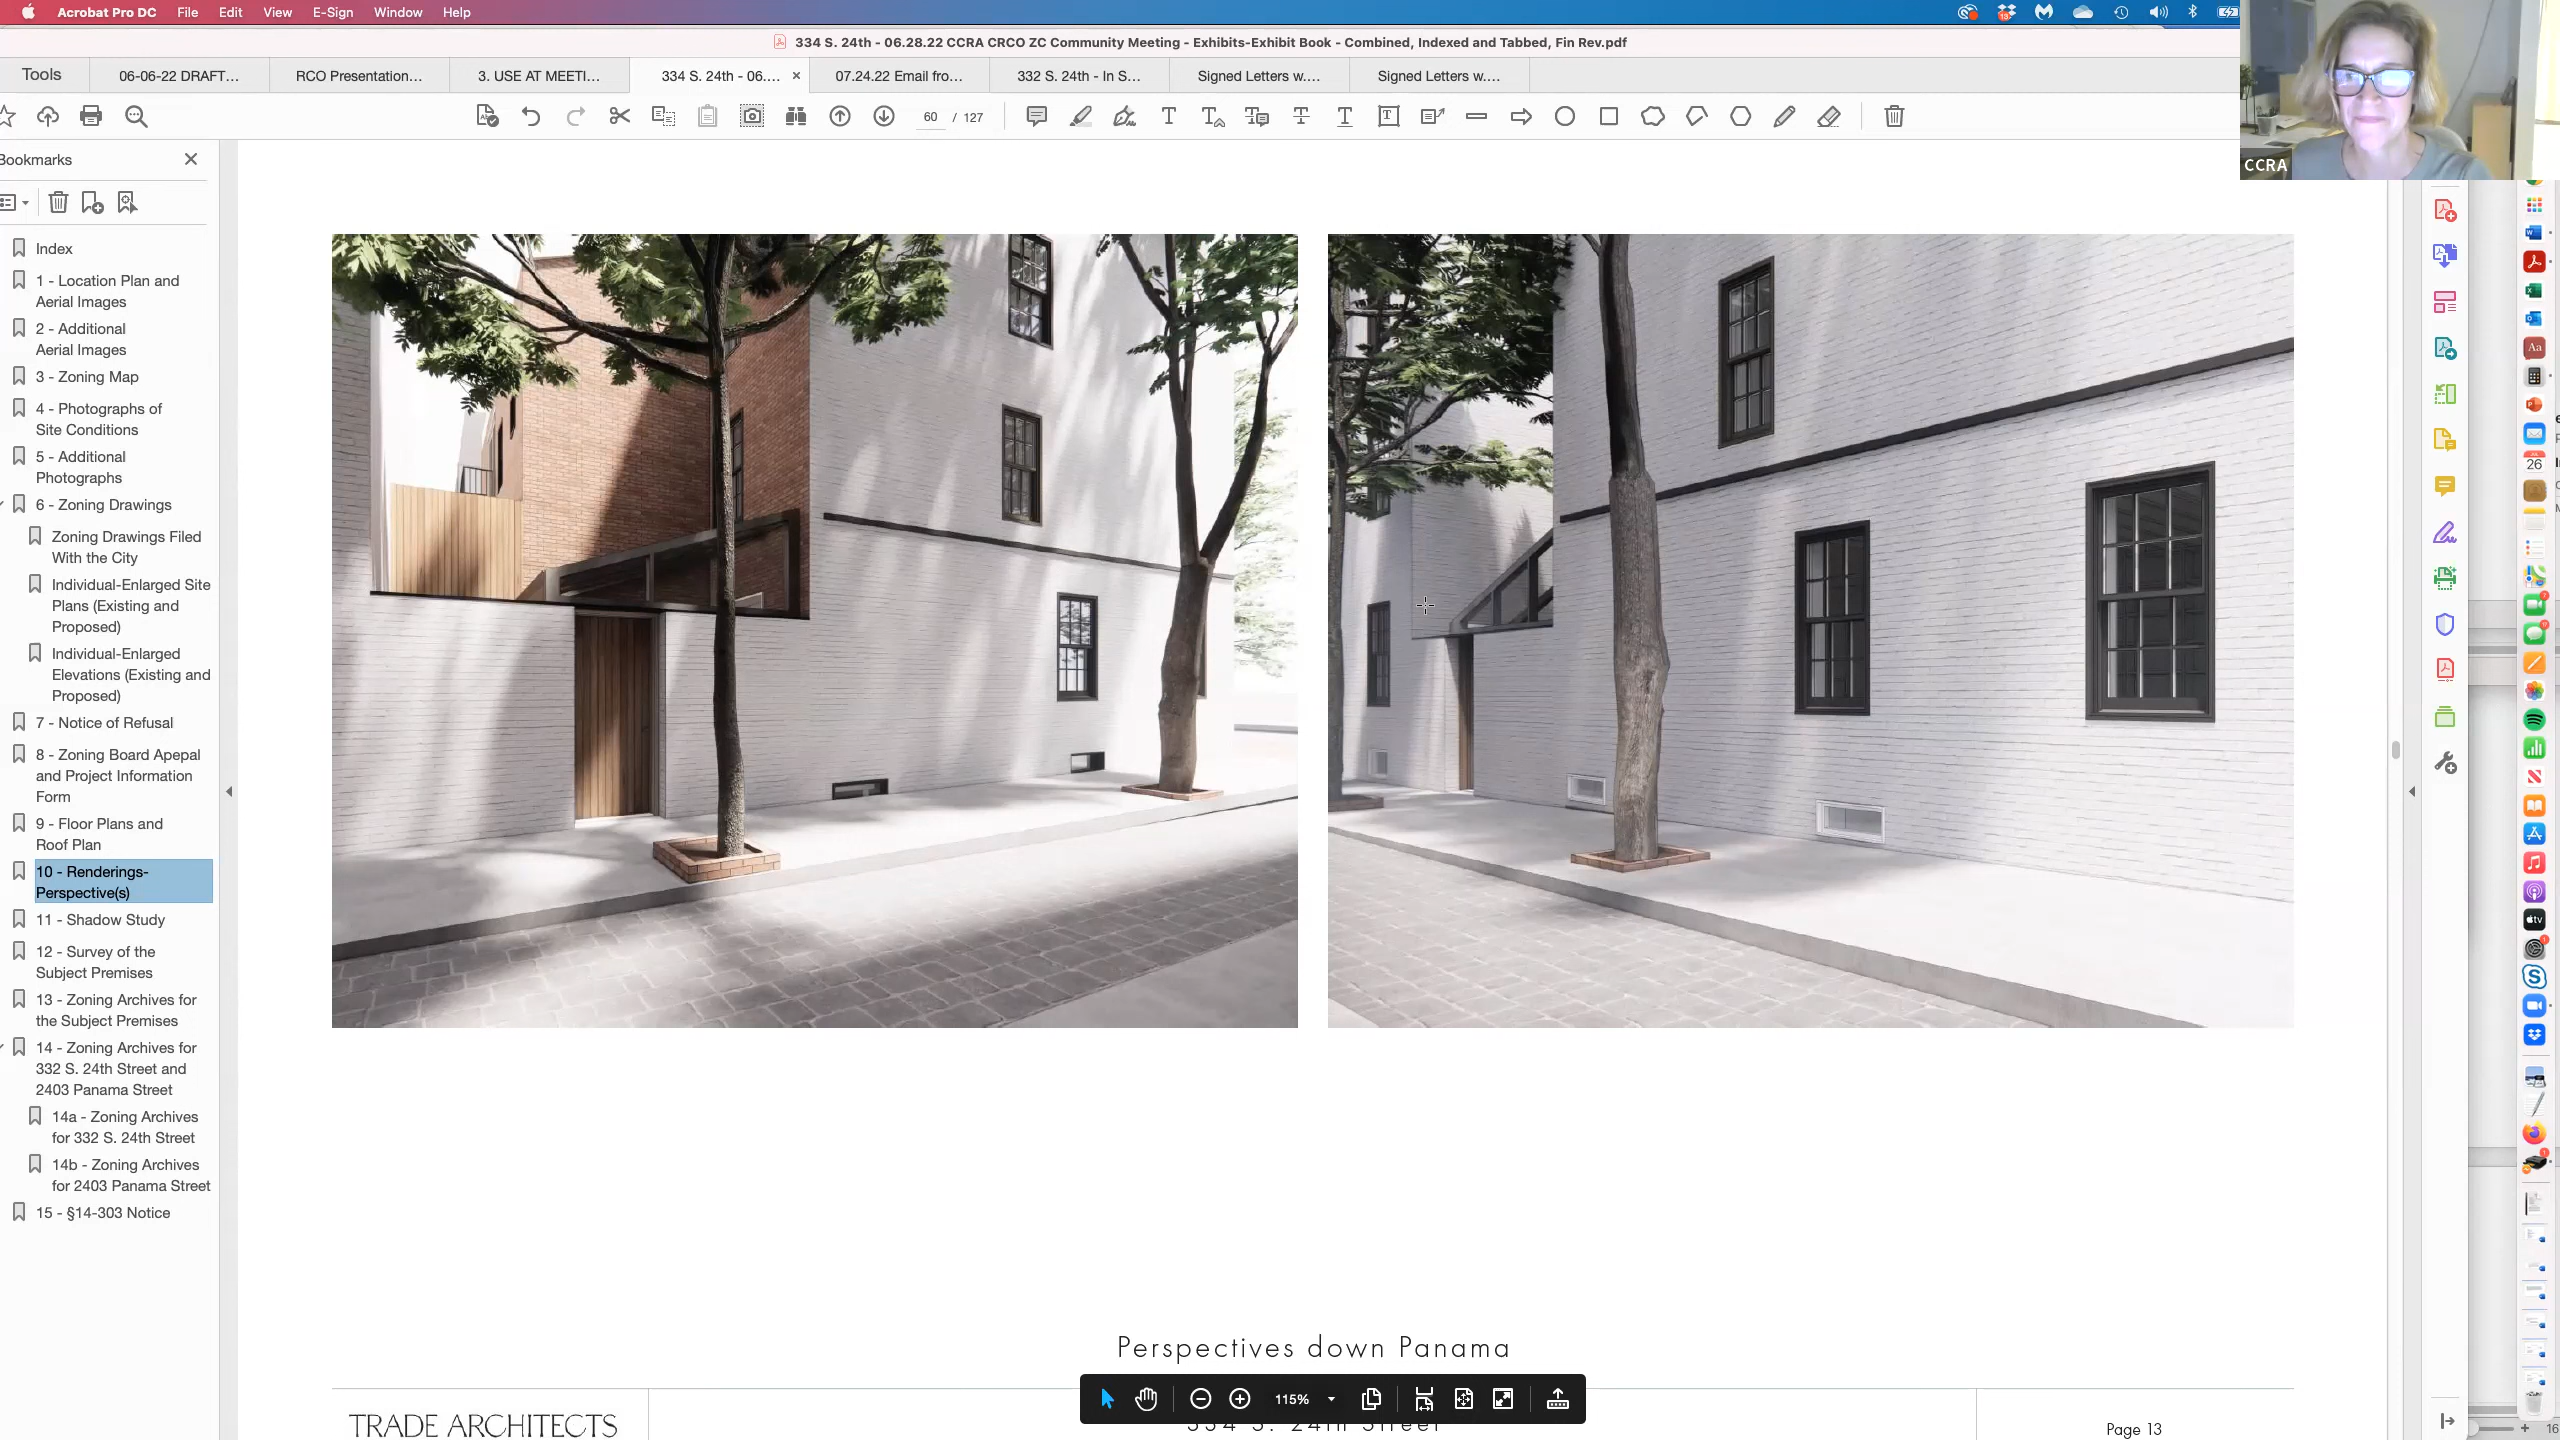 Acrobat Pro DC File Edit View E-Sign Window Help
334 S. 24th - 06.28.22 CCRA CRCO ZC Community Meeting - Exhibits-Exhibit Book - Combined, Indexed and Tabbed, Fin Rev.pdf
Tools 06-06-22 DRAFT... RCO Presentation... 3. USE AT MEETI... 334 S. 24th - 06.... 07.24.22 Email fro... 332 S. 24th - In S... Signed Letters w.... Signed Letters w....
60 / 127
CCRA
Bookmarks
Index
1 - Location Plan and
Aerial Images
2 - Additional
Aerial Images
3 - Zoning Map
4 - Photographs of
Site Conditions
5 - Additional
Photographs
6 - Zoning Drawings
Zoning Drawings Filed
With the City
Individual-Enlarged Site
Plans (Existing and
Proposed)
Individual-Enlarged
Elevations (Existing and
Proposed)
7 - Notice of Refusal
8 - Zoning Board Apepal
and Project Information
Form
9 - Floor Plans and
Roof Plan
10 - Renderings-
Perspective(s)
11 - Shadow Study
12 - Survey of the
Subject Premises
13 - Zoning Archives for
the Subject Premises
14 - Zoning Archives for
332 S. 24th Street and
2403 Panama Street
14a - Zoning Archives
for 332 S. 24th Street
14b - Zoning Archives
for 2403 Panama Street
15 - §14-303 Notice
Perspectives down Panama
115%
TRADE ARCHITECTS
334 S. 24th Street
Page 13
26
tv
16